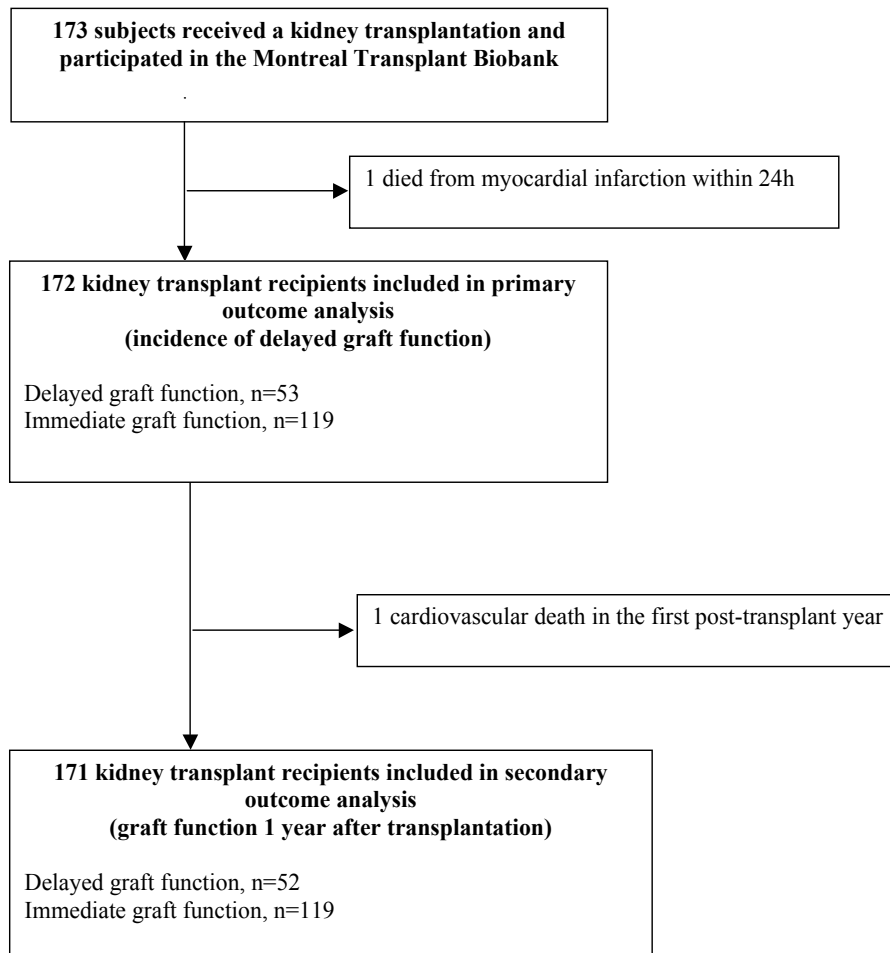 173 subjects received a kidney transplantation and
participated in the Montreal Transplant Biobank
.
1 died from myocardial infarction within 24h
172 kidney transplant recipients included in primary
outcome analysis
(incidence of delayed graft function)
Delayed graft function, n=53
Immediate graft function, n=119
1 cardiovascular death in the first post-transplant year
171 kidney transplant recipients included in secondary
outcome analysis
(graft function 1 year after transplantation)
Delayed graft function, n=52
Immediate graft function, n=119